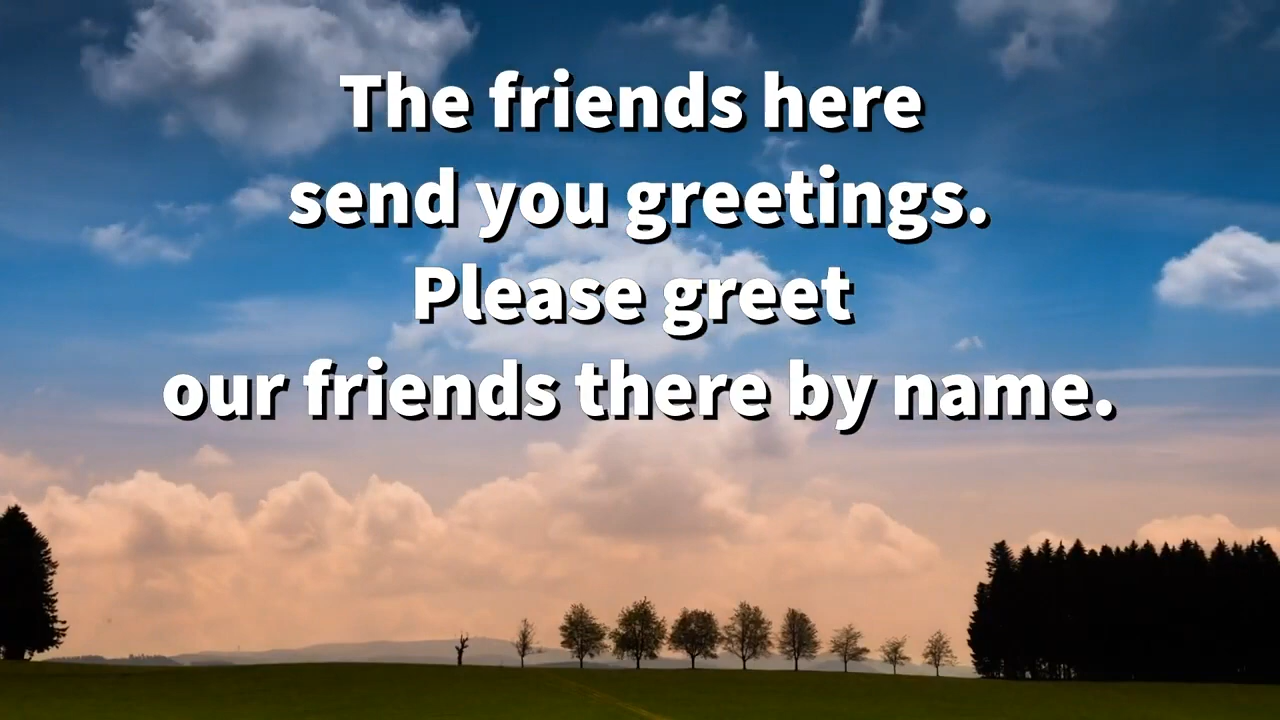 The friends here
send you greetings.
Please greet
our friends there by name.